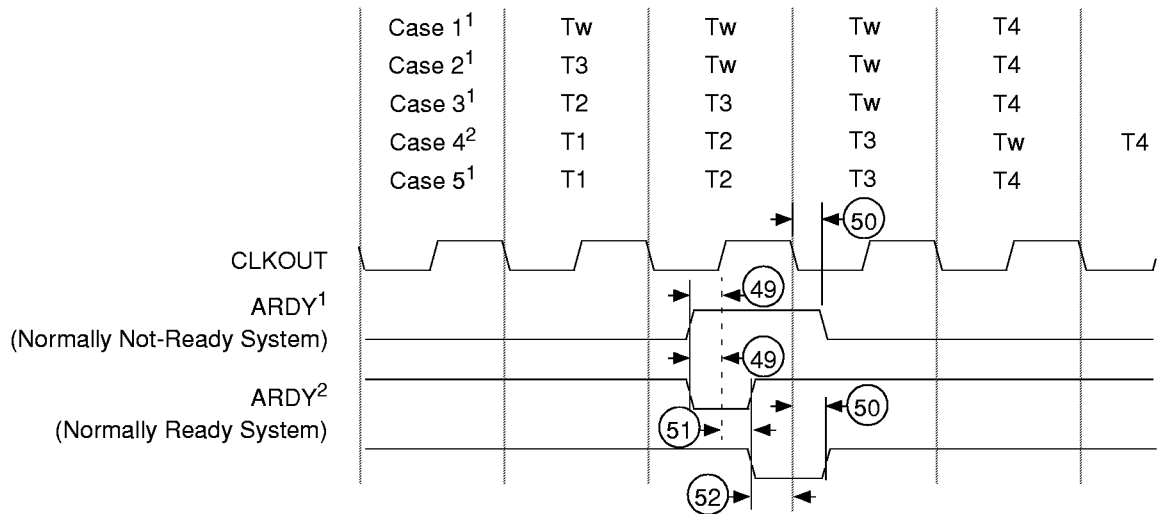 Case 1¹ Tw Tw Tw T4
Case 2¹ T3 Tw Tw T4
Case 3¹ T2 T3 Tw T4
Case 4² T1 T2 T3 Tw T4
Case 5¹ T1 T2 T3 T4
50
CLKOUT
49
ARDY¹
(Normally Not-Ready System)
49
ARDY²
50
(Normally Ready System)
51
52